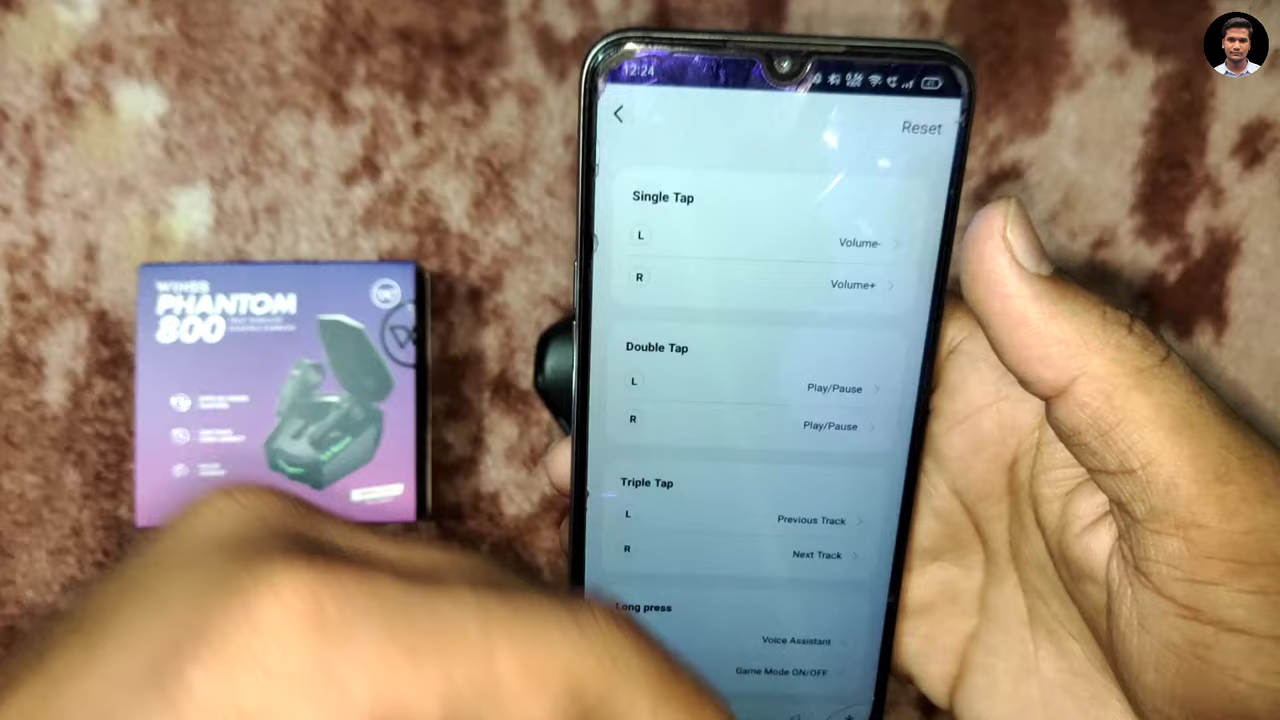 12:24
Reset
Single Tap
L
Volume-
R
Volume+
Double Tap
L
Play/Pause
R
Play/Pause
Triple Tap
L
Previous Track
R
Next Track
Long press
Voice Assistant
Game Mode ON/OFF
WINGS
PHANTOM
800